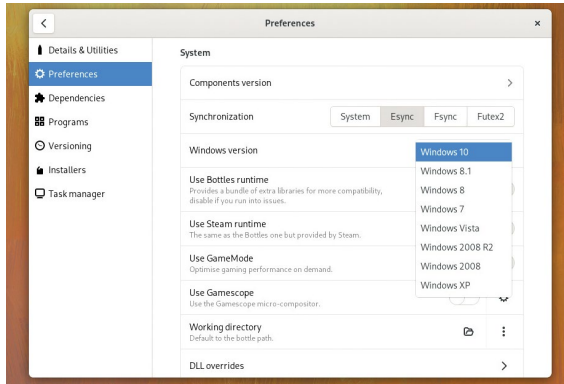 Preferences
Details & Utilities
Preferences
Dependencies
Programs
Versioning
Installers
Task manager
System
Components version
Synchronization
System
Esync
Fsync
Futex2
Windows version
Windows 10
Windows 8.1
Windows 8
Windows 7
Windows Vista
Windows 2008 R2
Windows 2008
Windows XP
Use Bottles runtime
Provides a bundle of extra libraries for more compatibility,
disable if you run into issues.
Use Steam runtime
The same as the Bottles one but provided by Steam.
Use GameMode
Optimise gaming performance on demand.
Use Gamescope
Use the Gamescope micro-compositor.
Working directory
Default to the bottle path.
DLL overrides